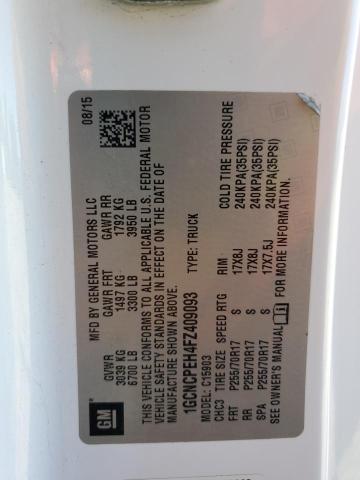 MFD BY GENERAL MOTORS LLC
08/15
GVWR
GAWR FRT
GAWR RR
3039 KG
1497 KG
1792 KG
6700 LB
3300 LB
3950 LB
THIS VEHICLE CONFORMS TO ALL APPLICABLE U.S. FEDERAL MOTOR
VEHICLE SAFETY STANDARDS IN EFFECT ON THE DATE OF
MANUFACTURE SHOWN ABOVE.
1GCNCPEH4FZ409093
TYPE: TRUCK
MODEL: C15903
CHC3 TIRE SIZE SPEED RTG RIM COLD TIRE PRESSURE
FRT P255/70R17 S 17X8J 240KPA(35PSI)
RR P255/70R17 S 17X8J 240KPA(35PSI)
SPA P255/70R17 S 17X7.5J 240KPA(35PSI)
SEE OWNER'S MANUAL FOR MORE INFORMATION.
GM